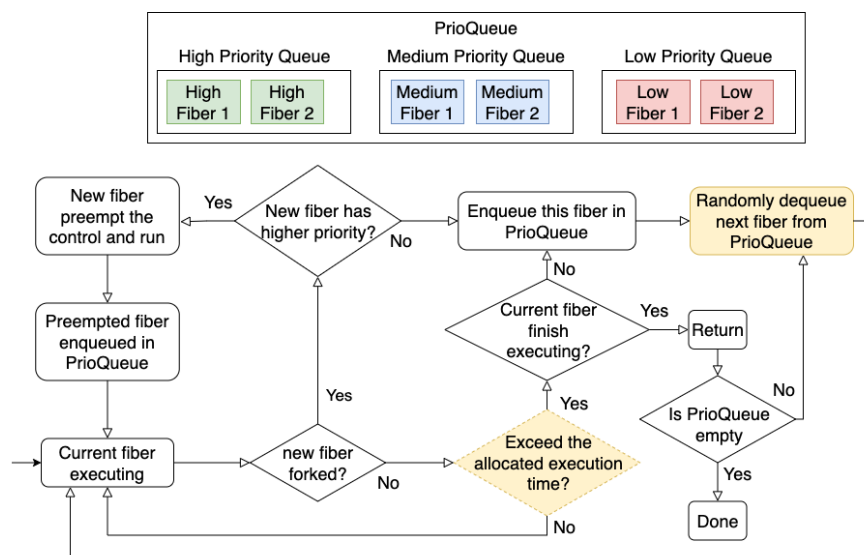 PrioQueue
High Priority Queue
Medium Priority Queue
Low Priority Queue
High
Fiber 1
High
Fiber 2
Medium
Fiber 1
Medium
Fiber 2
Low
Fiber 1
Low
Fiber 2
New fiber
preempt the
control and run
Yes
New fiber has
higher priority?
No
Enqueue this fiber in
PrioQueue
Randomly dequeue
next fiber from
PrioQueue
No
Preempted fiber
enqueued in
PrioQueue
Current fiber
finish
executing?
Yes
Return
Yes
Yes
No
Is PrioQueue
empty
Current fiber
executing
new fiber
forked?
No
Exceed the
allocated execution
time?
Yes
No
Done